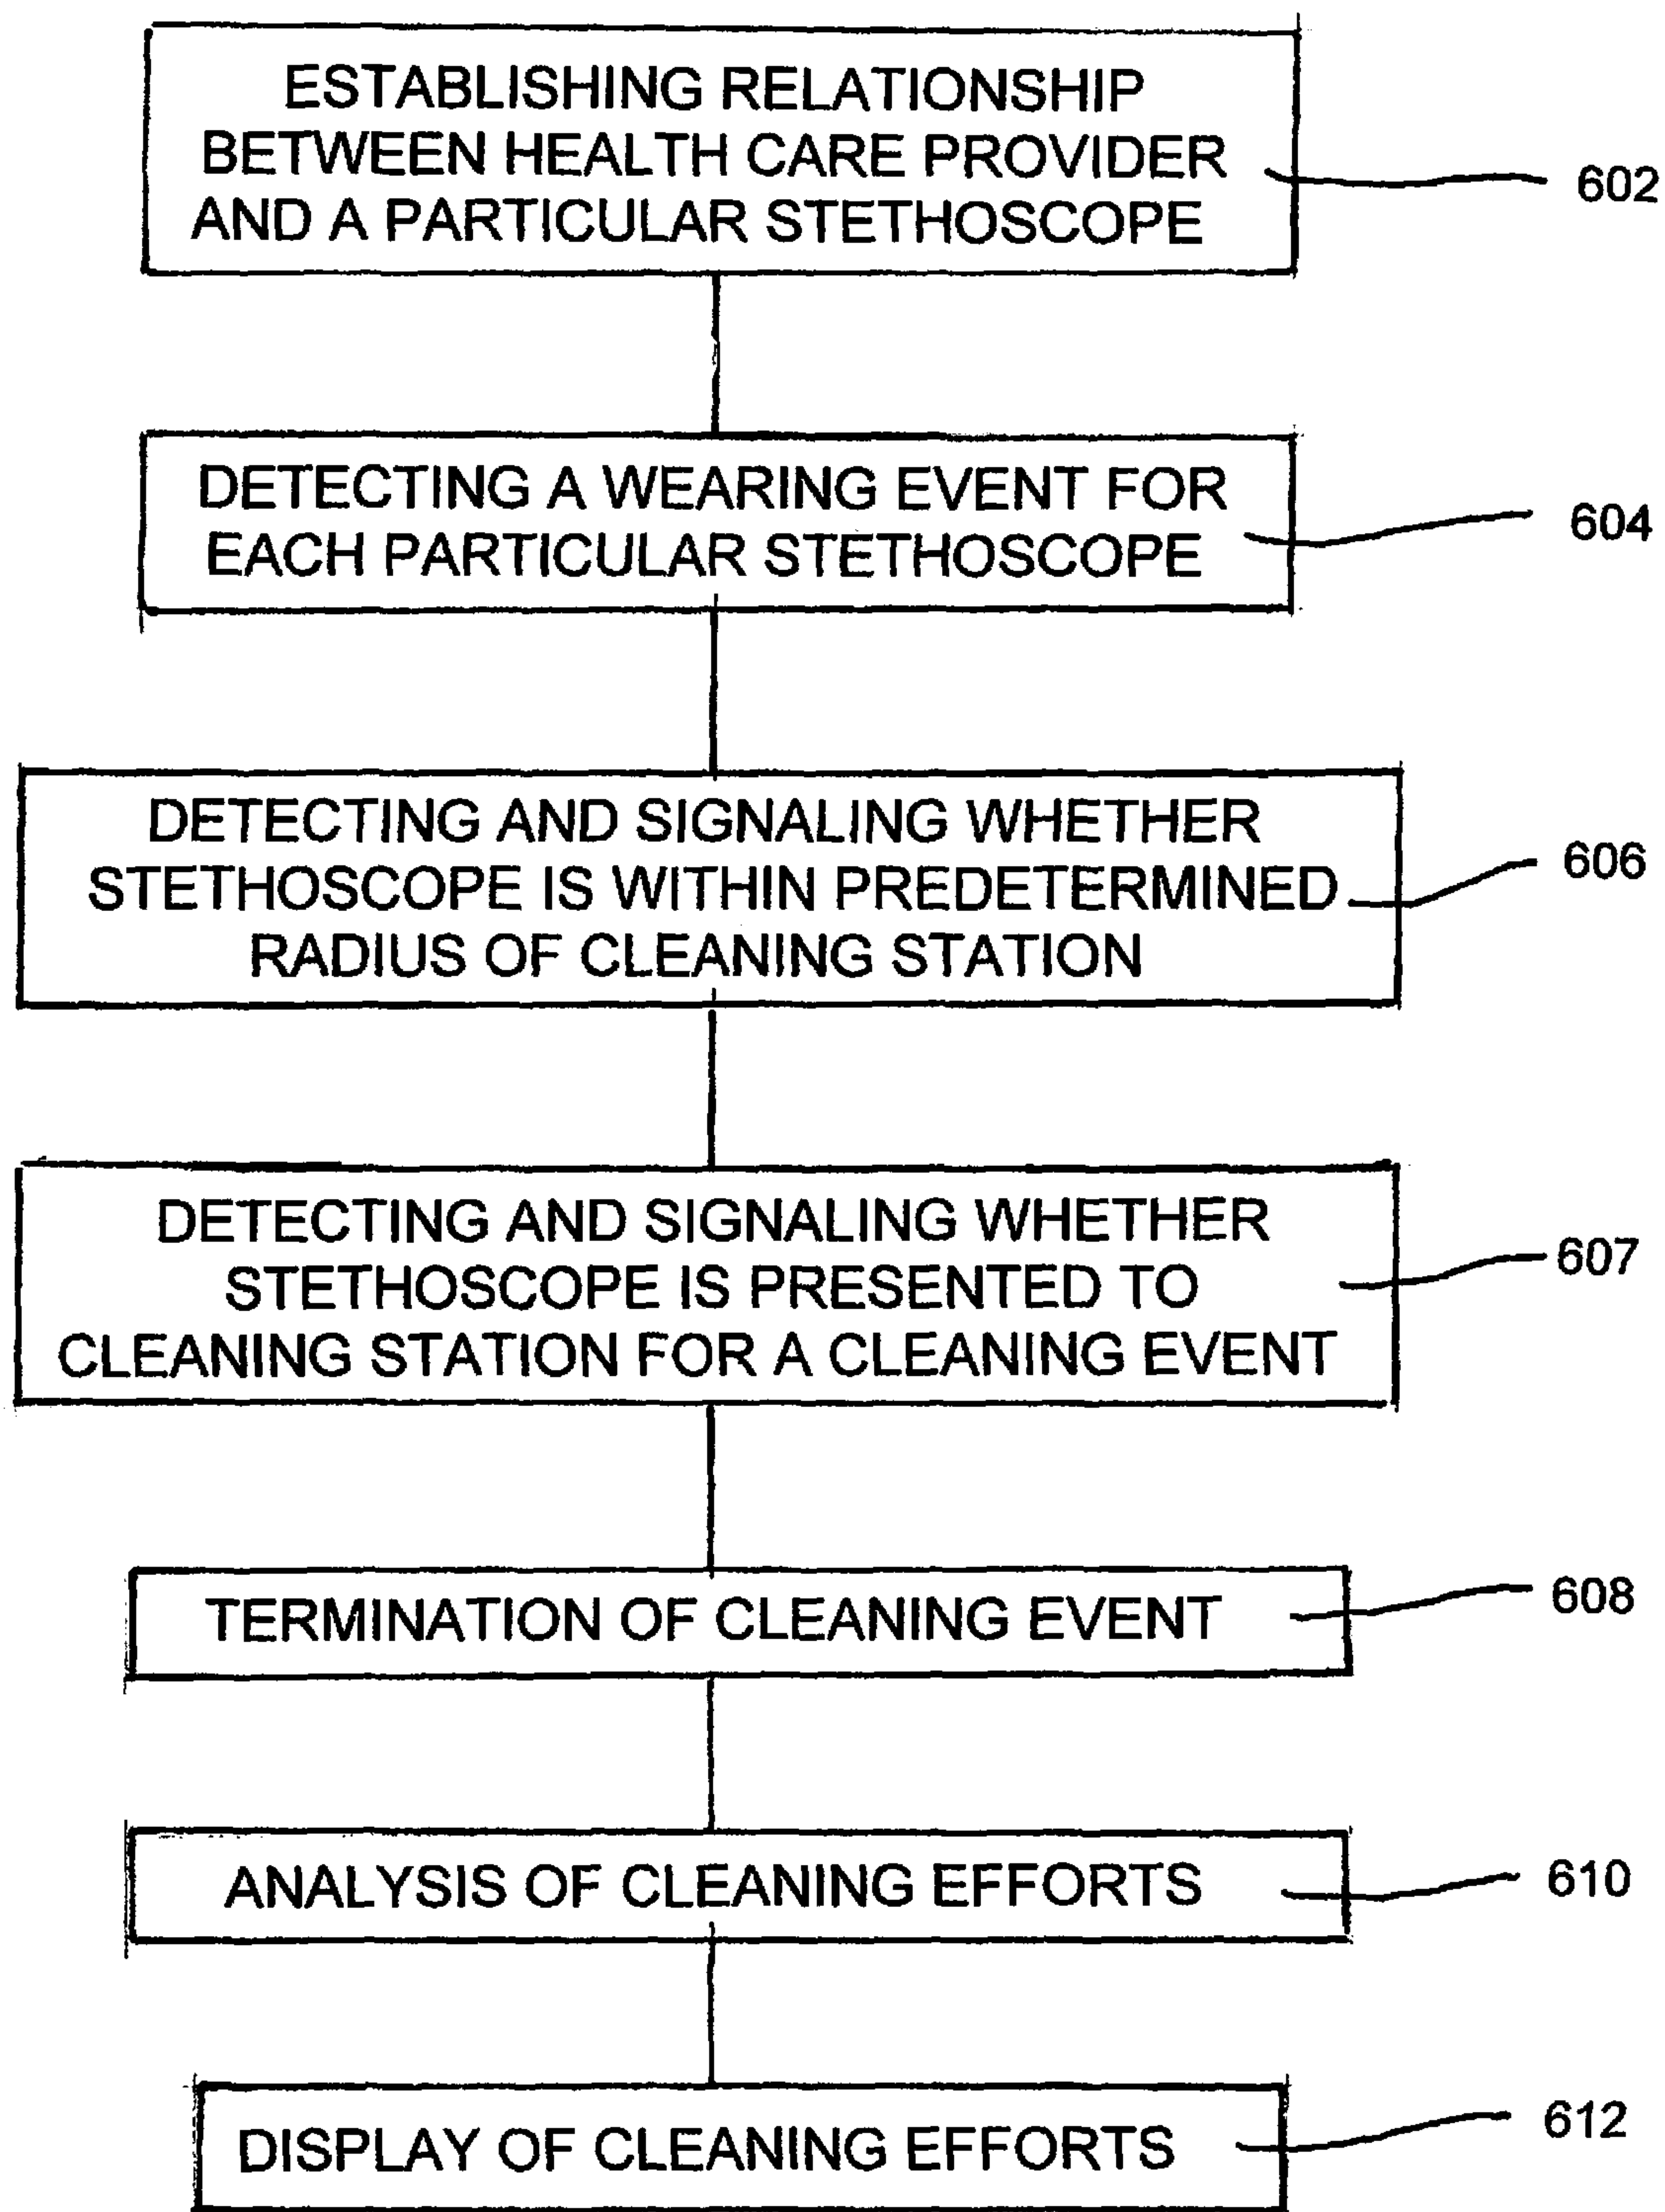 ESTABLISHING RELATIONSHIP
BETWEEN HEALTH CARE PROVIDER
AND A PARTICULAR STETHOSCOPE
602
DETECTING A WEARING EVENT FOR
EACH PARTICULAR STETHOSCOPE
604
DETECTING AND SIGNALING WHETHER
STETHOSCOPE IS WITHIN PREDETERMINED
RADIUS OF CLEANING STATION
606
DETECTING AND SIGNALING WHETHER
STETHOSCOPE IS PRESENTED TO
CLEANING STATION FOR A CLEANING EVENT
607
TERMINATION OF CLEANING EVENT
608
ANALYSIS OF CLEANING EFFORTS
610
DISPLAY OF CLEANING EFFORTS
612